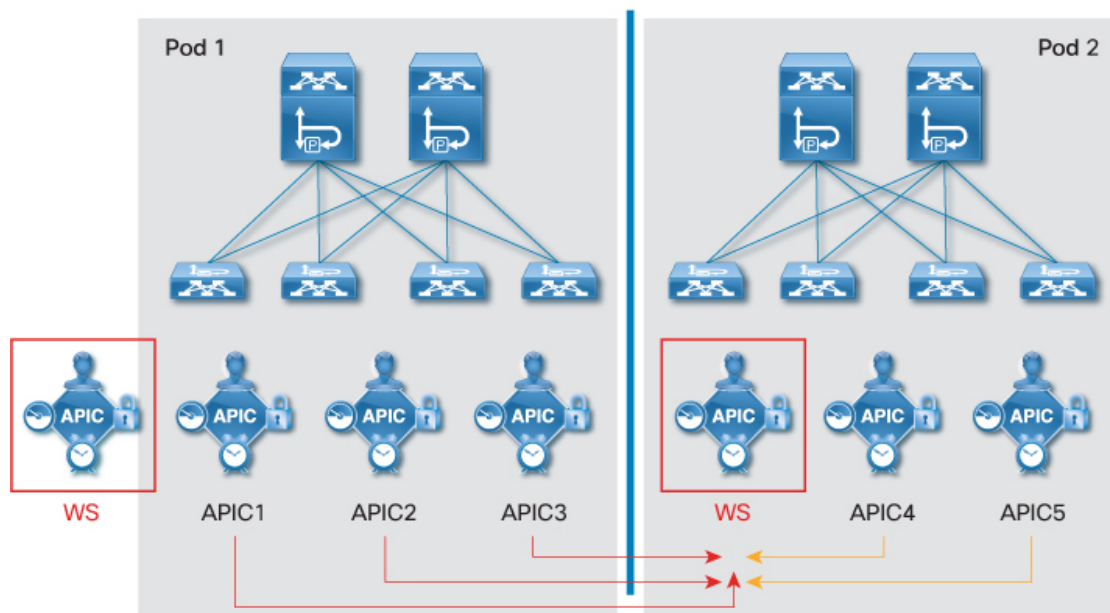 Pod 1
Pod 2
P
P
P
P
APIC
APIC
APIC
APIC
APIC
APIC
APIC
WS
APIC1
APIC2
APIC3
WS
APIC4
APIC5